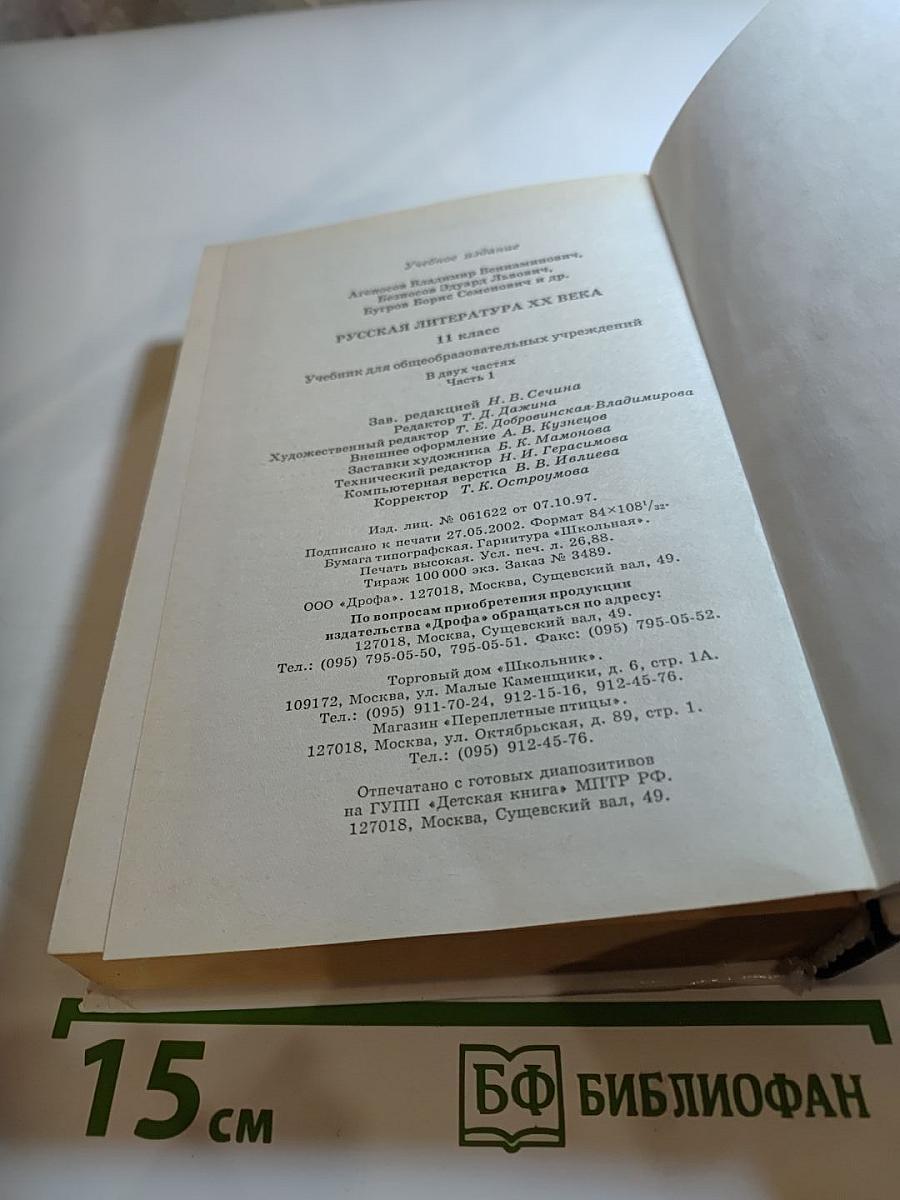 Учебное издание
Агеносов Владимир Вениаминович,
Безносов Эдуард Львович,
Бугров Борис Семенович и др.
РУССКАЯ ЛИТЕРАТУРА XX ВЕКА
11 класс
Учебник для общеобразовательных учреждений
В двух частях
Часть 1
Зав. редакцией Н. В. Сечина
Редактор Т. Д. Дажина
Художественный редактор Т. Е. Добровинская-Владимирова
Внешнее оформление А. В. Кузнецов
Заставки художника Б. К. Мамонова
Технический редактор Н. И. Герасимова
Компьютерная верстка В. В. Ивлиева
Корректор Т. К. Остроумова
Изд. лиц. № 061622 от 07.10.97.
Подписано к печати 27.05.2002. Формат 84×108¹/₃₂.
Бумага типографская. Гарнитура «Школьная».
Печать высокая. Усл. печ. л. 26,88.
Тираж 100 000 экз. Заказ № 3489.
ООО «Дрофа». 127018, Москва, Сущевский вал, 49.
По вопросам приобретения продукции
издательства «Дрофа» обращаться по адресу:
127018, Москва, Сущевский вал, 49.
Тел.: (095) 795-05-50, 795-05-51. Факс: (095) 795-05-52.
Торговый дом «Школьник».
109172, Москва, ул. Малые Каменщики, д. 6, стр. 1А.
Тел.: (095) 911-70-24, 912-15-16, 912-45-76.
Магазин «Переплетные птицы».
127018, Москва, ул. Октябрьская, д. 89, стр. 1.
Тел.: (095) 912-45-76.
Отпечатано с готовых диапозитивов
на ГУПП «Детская книга» МПТР РФ.
127018, Москва, Сущевский вал, 49.
15 см
БФ БИБЛИОФАН